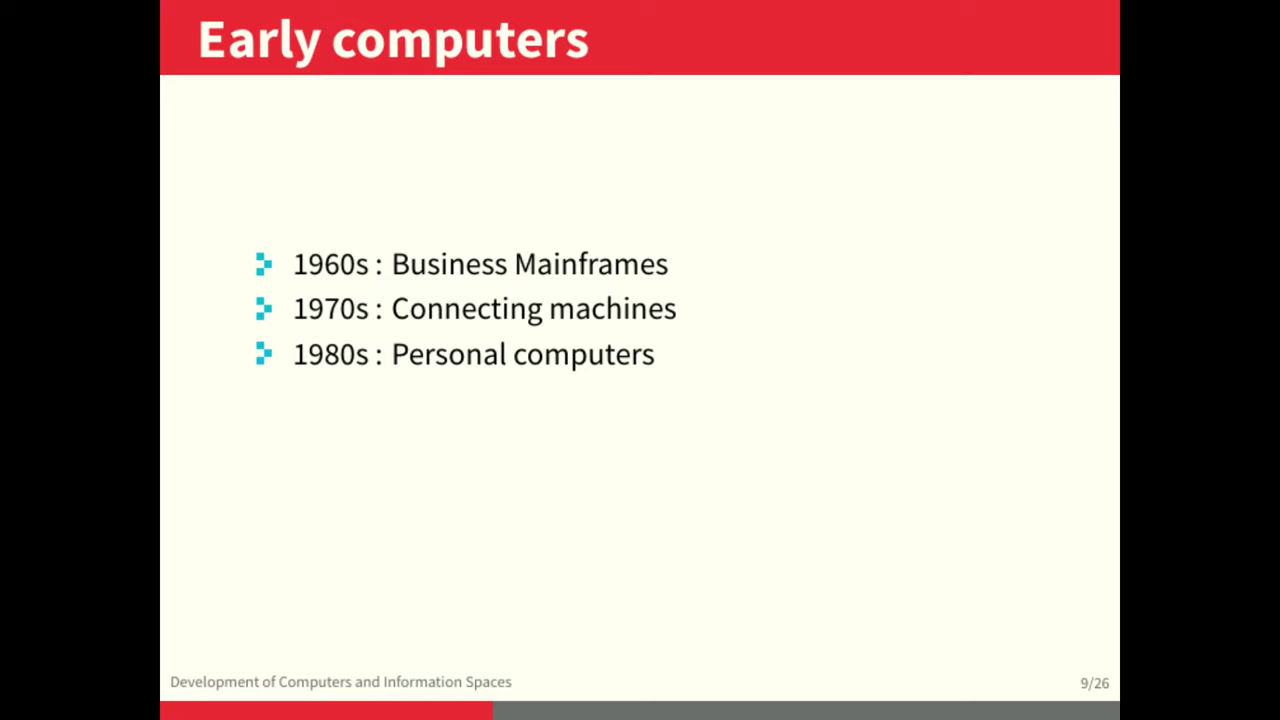 Early computers
1960s : Business Mainframes
1970s : Connecting machines
1980s : Personal computers
Development of Computers and Information Spaces
9/26